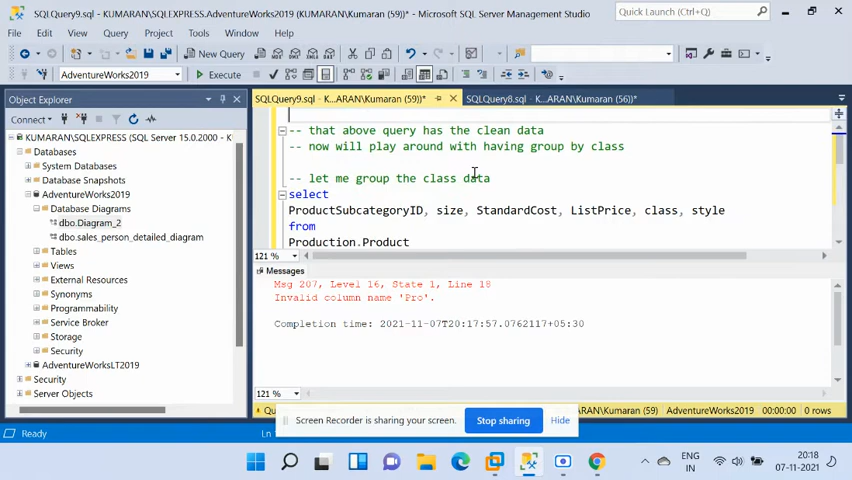 SQLQuery9.sql - KUMARAN\SQLEXPRESS.AdventureWorks2019 (KUMARAN\Kumaran (59))* - Microsoft SQL Server Management Studio
Quick Launch (Ctrl+Q)
File Edit View Query Project Tools Window Help
New Query
AdventureWorks2019
Execute
Object Explorer
SQLQuery9.sql - K...ARAN\Kumaran (59))*
SQLQuery8.sql - K...ARAN\Kumaran (56))*
Connect
KUMARAN\SQLEXPRESS (SQL Server 15.0.2000 -
Databases
System Databases
Database Snapshots
AdventureWorks2019
Database Diagrams
dbo.Diagram_2
dbo.sales_person_detailed_diagram
Tables
Views
External Resources
Synonyms
Programmability
Service Broker
Storage
Security
AdventureWorksLT2019
Security
Server Objects
-- that above query has the clean data
-- now will play around with having group by class
-- let me group the class data
select
ProductSubcategoryID, size, StandardCost, ListPrice, class, style
from
Production.Product
121 %
Messages
Msg 207, Level 16, State 1, Line 18
Invalid column name 'Pro'.
Completion time: 2021-11-07T20:17:57.0762117+05:30
121 %
ARAN\Kumaran (59) AdventureWorks2019 00:00:00 0 rows
Screen Recorder is sharing your screen. Stop sharing Hide
Ready
Ln
ENG
IN
20:18
07-11-2021